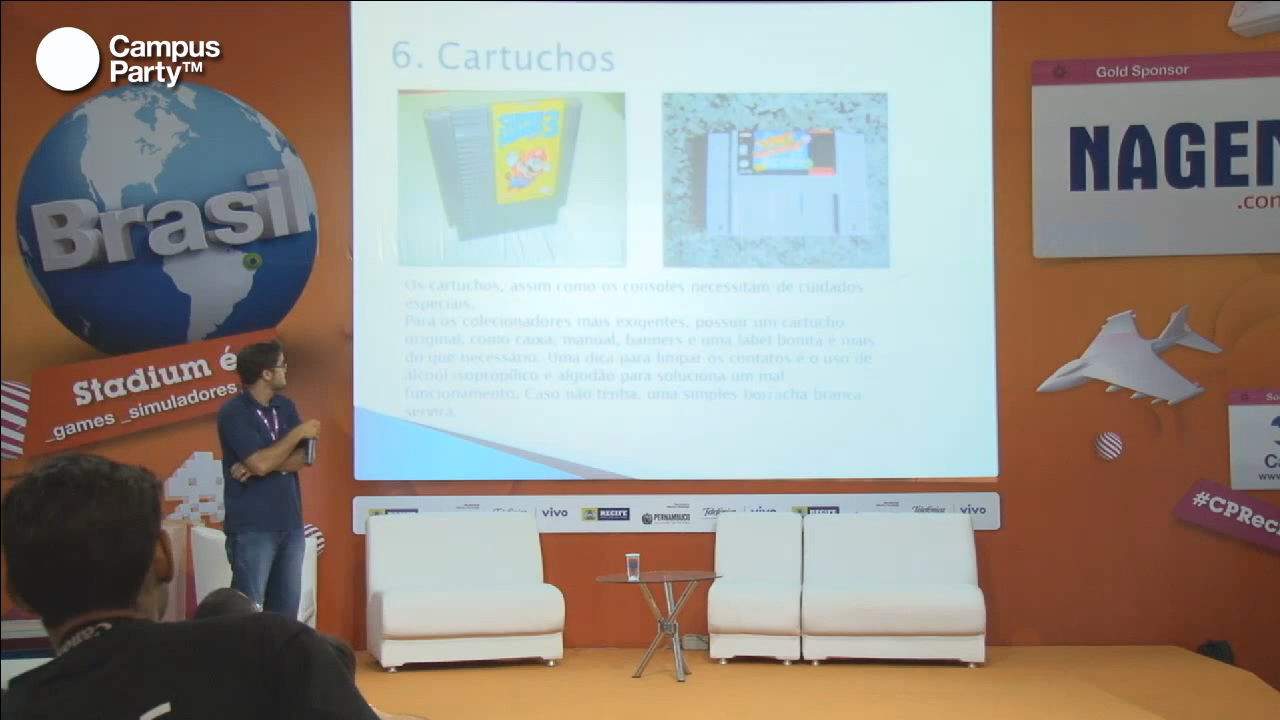 Campus
Party™
Brasil
Stadium é
_games _simuladores
6. Cartuchos
Os cartuchos, assim como os consoles necessitam de cuidados
especiais.
Para os colecionadores mais exigentes, possuir um cartucho
original, como caixa, manual, banners e uma label bonita é mais
do que necessário. Uma dica para limpar os contatos é o uso de
álcool isopropílico e algodão para soluciona um mal
funcionamento. Caso não tenha, uma simples borracha branca
servirá.
Gold Sponsor
NAGEM
.com
#CPRec
vivo
RECIFE
PERNAMBUCO
Telefónica
vivo
Telefónica
vivo